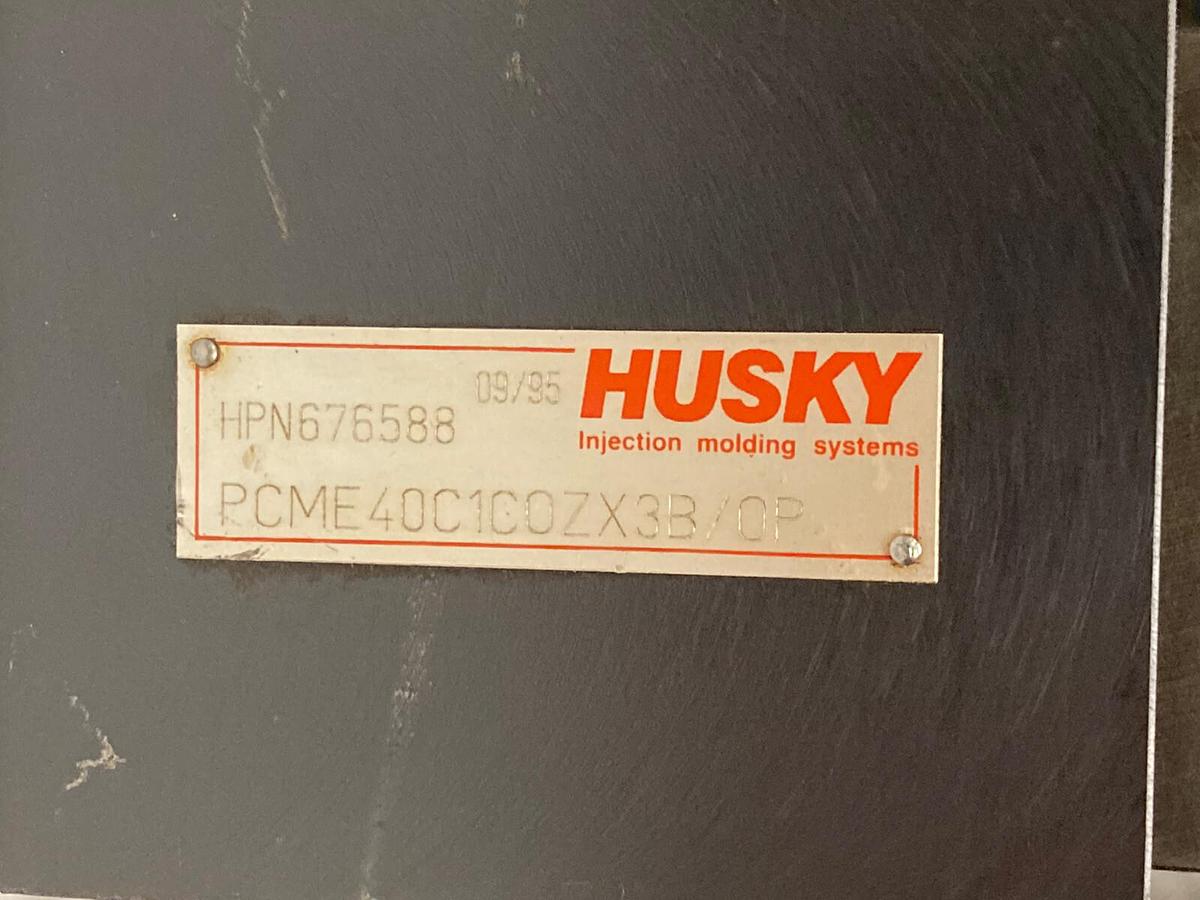 09/95
HUSKY
HPN676588
Injection molding systems
PCME40C1C0ZX3B/0P